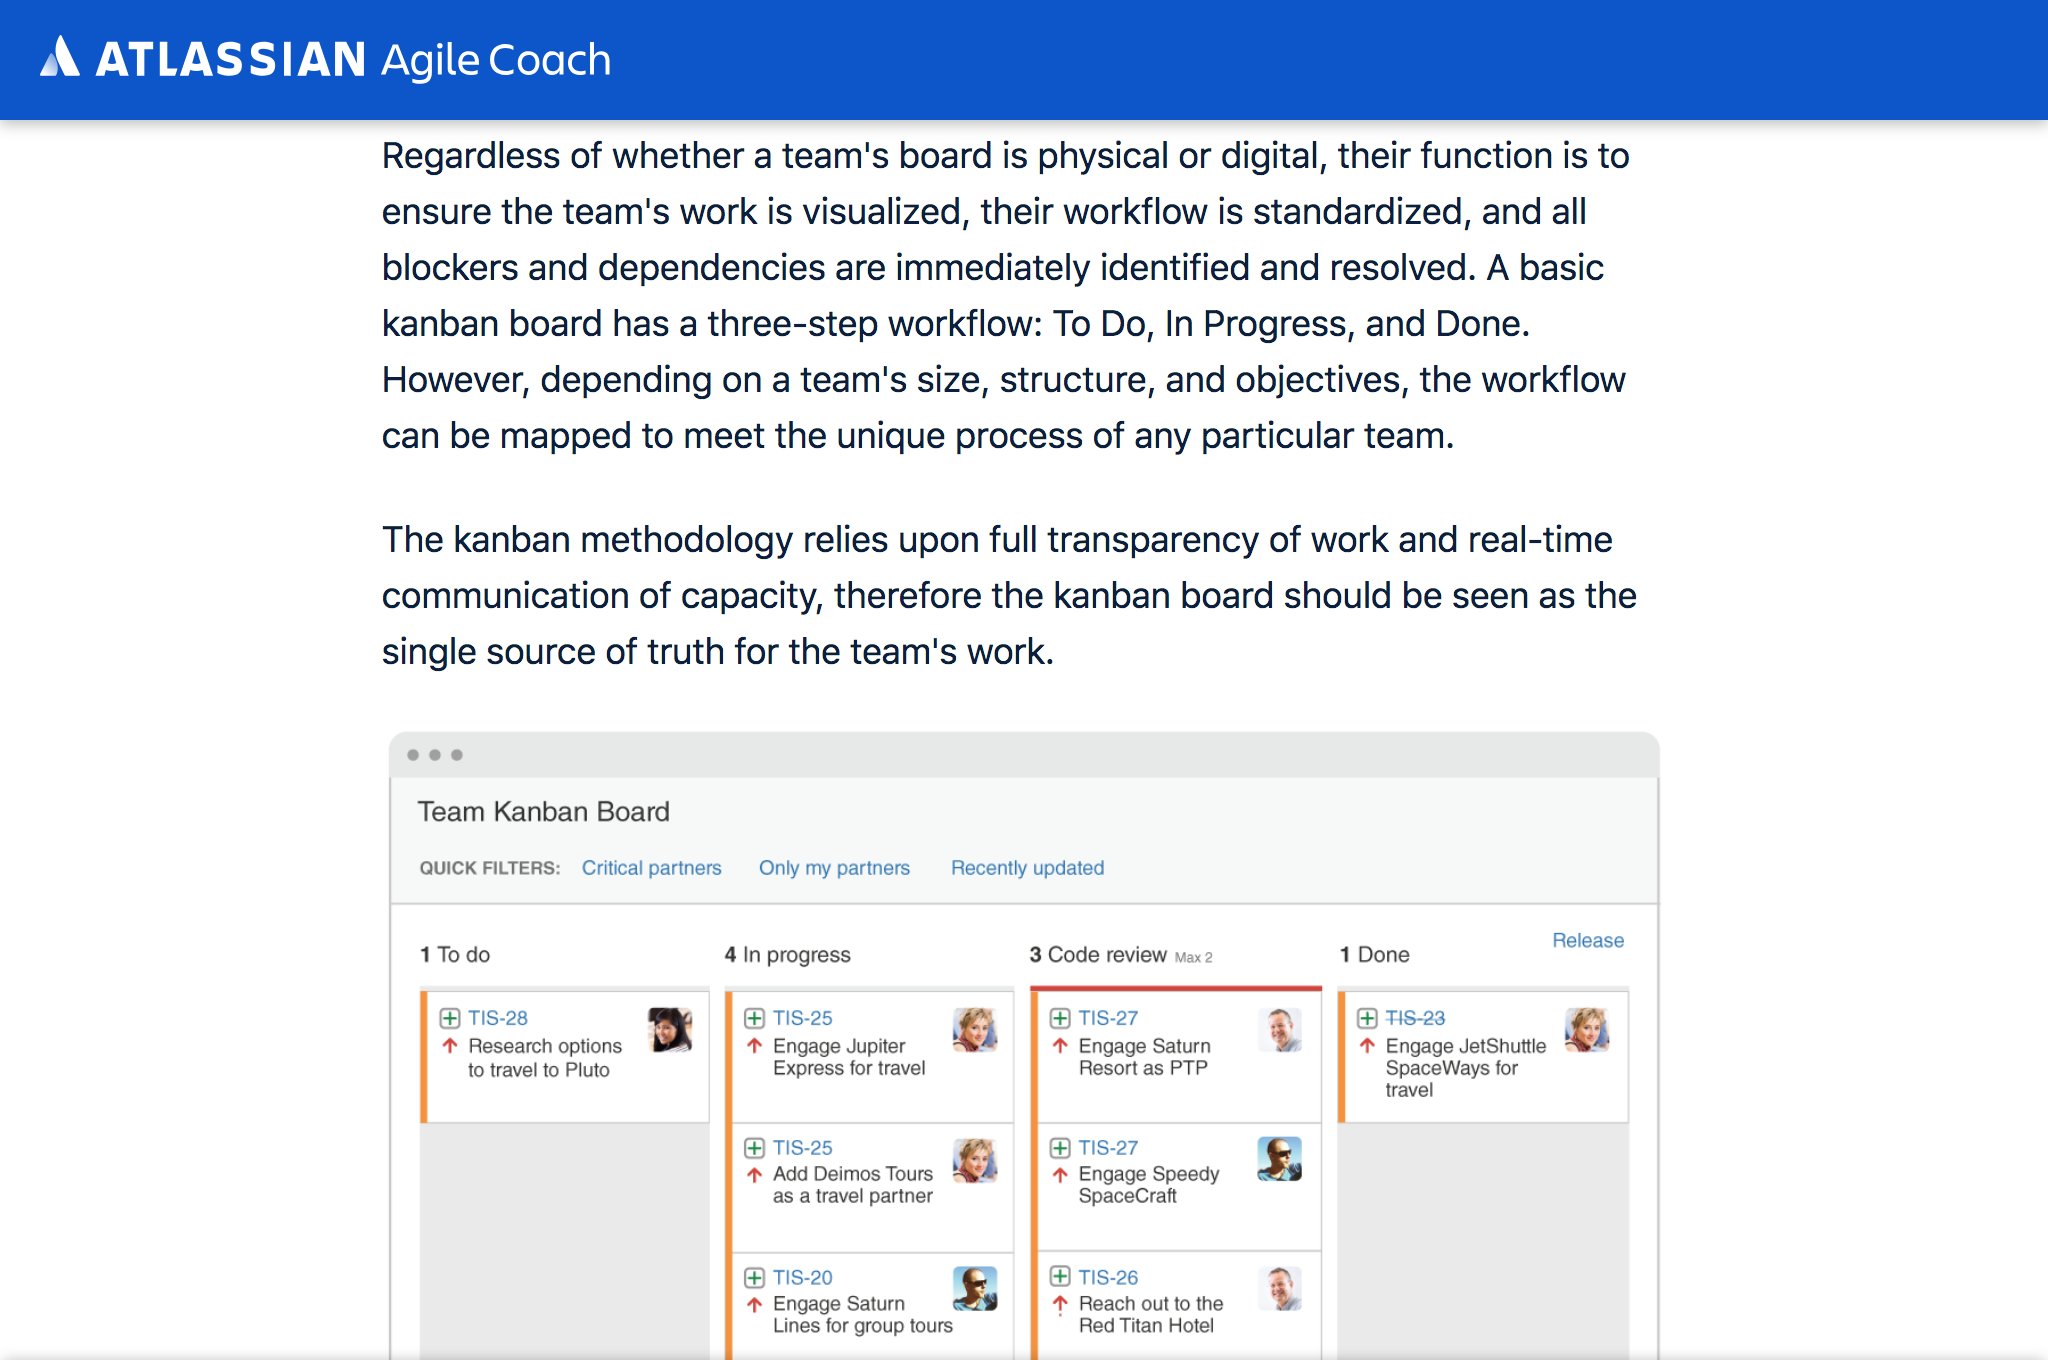 ATLASSIAN Agile Coach
Regardless of whether a team's board is physical or digital, their function is to
ensure the team's work is visualized, their workflow is standardized, and all
blockers and dependencies are immediately identified and resolved. A basic
kanban board has a three-step workflow: To Do, In Progress, and Done.
However, depending on a team's size, structure, and objectives, the workflow
can be mapped to meet the unique process of any particular team.
The kanban methodology relies upon full transparency of work and real-time
communication of capacity, therefore the kanban board should be seen as the
single source of truth for the team's work.
Team Kanban Board
QUICK FILTERS: Critical partners Only my partners Recently updated
Release
1 To do
TIS-28
Research options
to travel to Pluto
4 In progress
TIS-25
Engage Jupiter
Express for travel
TIS-25
Add Deimos Tours
as a travel partner
TIS-20
Engage Saturn
Lines for group tours
3 Code review Max 2
TIS-27
Engage Saturn
Resort as PTP
TIS-27
Engage Speedy
SpaceCraft
TIS-26
Reach out to the
Red Titan Hotel
1 Done
TIS-23
Engage JetShuttle
SpaceWays for
travel